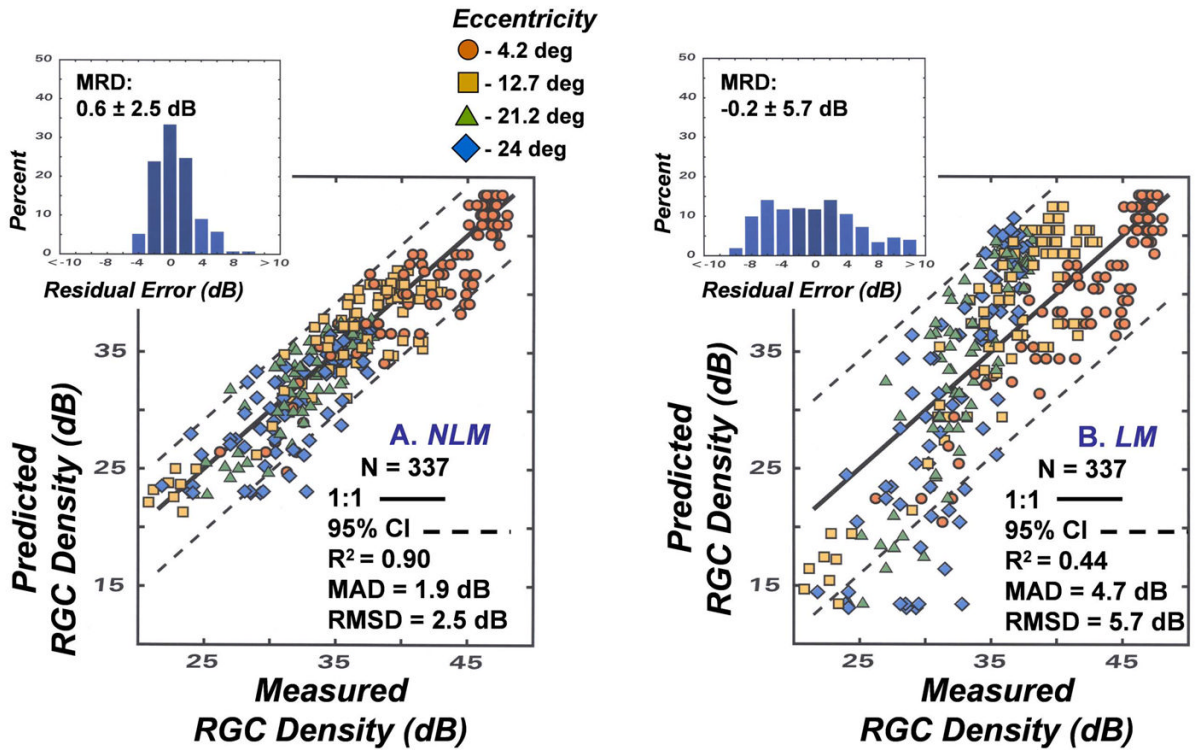 Eccentricity
- 4.2 deg
- 12.7 deg
- 21.2 deg
- 24 deg
50
40
30
20
10
0
Percent
MRD:
0.6 ± 2.5 dB
< -10 -8 -4 0 4 8 > 10
Residual Error (dB)
35
25
15
Predicted
RGC Density (dB)
A. NLM
N = 337
1:1
95% CI
R² = 0.90
MAD = 1.9 dB
RMSD = 2.5 dB
25 35 45
Measured
RGC Density (dB)
50
40
30
20
10
0
Percent
MRD:
-0.2 ± 5.7 dB
< -10 -8 -4 0 4 8 > 10
Residual Error (dB)
35
25
15
Predicted
RGC Density (dB)
B. LM
N = 337
1:1
95% CI
R² = 0.44
MAD = 4.7 dB
RMSD = 5.7 dB
25 35 45
Measured
RGC Density (dB)